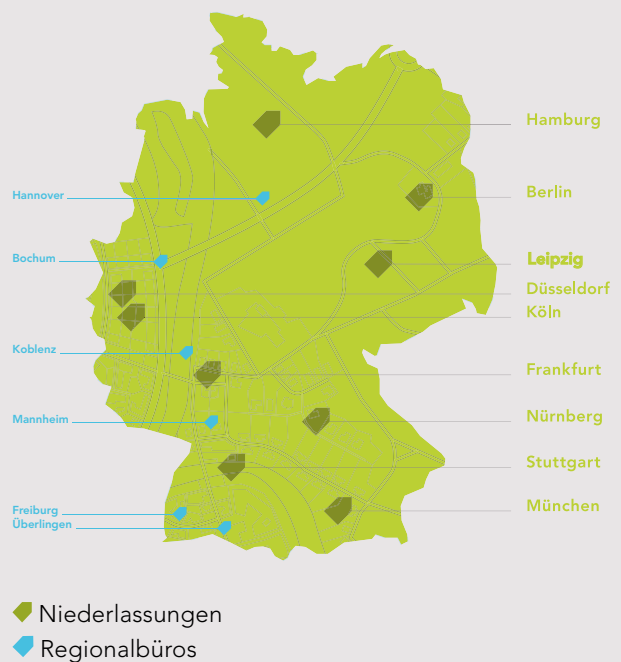 Hamburg
Hannover
Berlin
Bochum
Leipzig
Düsseldorf
Köln
Koblenz
Frankfurt
Mannheim
Nürnberg
Stuttgart
Freiburg
München
Überlingen
Niederlassungen
Regionalbüros